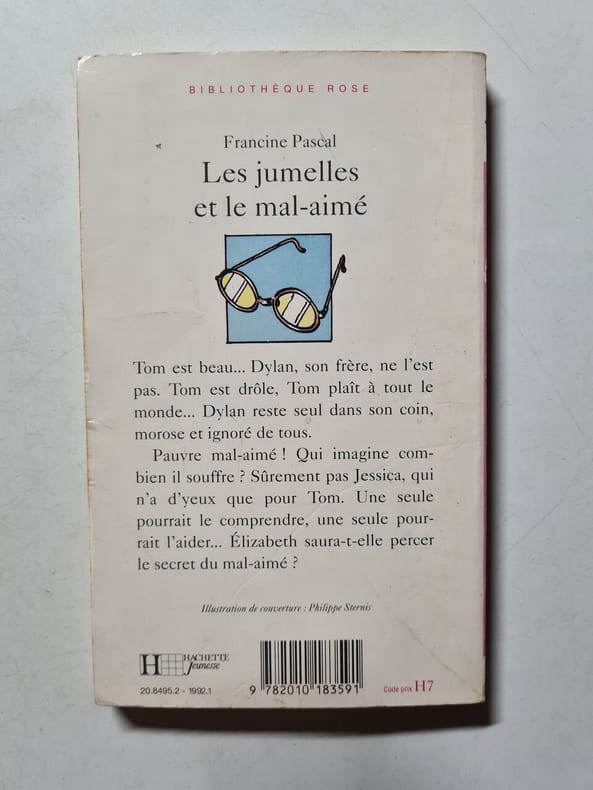 BIBLIOTHÈQUE ROSE
Francine Pascal
Les jumelles
et le mal-aimé
Tom est beau... Dylan, son frère, ne l'est
pas. Tom est drôle, Tom plaît à tout le
monde... Dylan reste seul dans son coin,
morose et ignoré de tous.
Pauvre mal-aimé ! Qui imagine com-
bien il souffre ? Sûrement pas Jessica, qui
n'a d'yeux que pour Tom. Une seule
pourrait le comprendre, une seule pour-
rait l'aider... Élizabeth saura-t-elle percer
le secret du mal-aimé ?
Illustration de couverture : Philippe Sternis
H HACHETTE
Jeunesse
20.8495.2 - 1992.1
9 782010 183591
Code prix H7